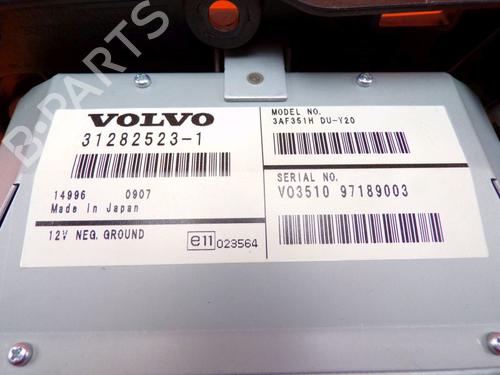 VOLVO
31282523-1
14996 0907
Made in Japan
12V NEG. GROUND
e11 023564
MODEL NO.
3AF351H DU-Y20
SERIAL NO.
VO3510 97189003
B-PARTS